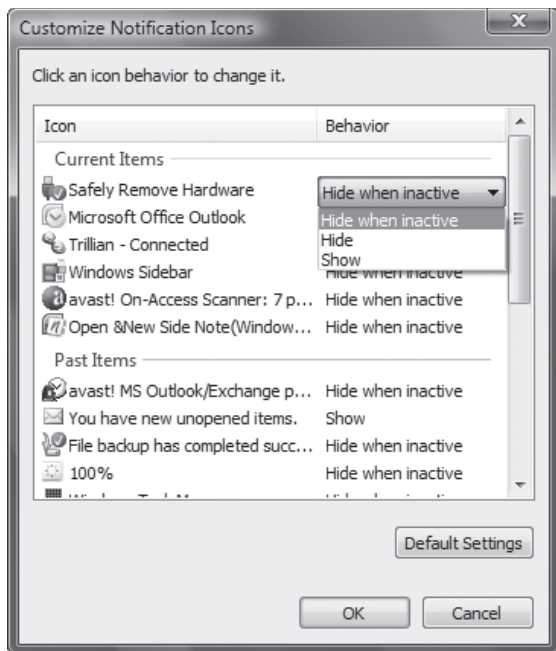 Customize Notification Icons
Click an icon behavior to change it.
Icon Behavior
Current Items
Safely Remove Hardware Hide when inactive
Microsoft Office Outlook Hide when inactive
Trillian - Connected Hide
Show
Windows Sidebar Hide when inactive
avast! On-Access Scanner: 7 p... Hide when inactive
Open &New Side Note(Window... Hide when inactive
Past Items
avast! MS Outlook/Exchange p... Hide when inactive
You have new unopened items. Show
File backup has completed succ... Hide when inactive
100% Hide when inactive
Default Settings
OK Cancel